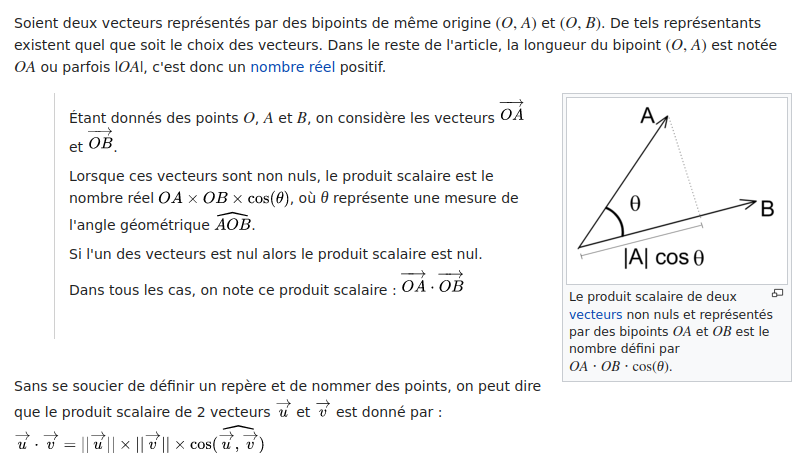 Soient deux vecteurs représentés par des bipoints de même origine (O, A) et (O, B). De tels représentants
existent quel que soit le choix des vecteurs. Dans le reste de l'article, la longueur du bipoint (O, A) est notée
OA ou parfois |OA|, c'est donc un nombre réel positif.
Étant donnés des points O, A et B, on considère les vecteurs $\overrightarrow{OA}$
et $\overrightarrow{OB}$.
Lorsque ces vecteurs sont non nuls, le produit scalaire est le
nombre réel OA × OB × cos(θ), où θ représente une mesure de
l'angle géométrique $\widehat{AOB}$.
Si l'un des vecteurs est nul alors le produit scalaire est nul.
Dans tous les cas, on note ce produit scalaire : $\overrightarrow{OA} \cdot \overrightarrow{OB}$
A
θ
B
|A| cos θ
Le produit scalaire de deux
vecteurs non nuls et représentés
par des bipoints OA et OB est le
nombre défini par
OA · OB · cos(θ).
Sans se soucier de définir un repère et de nommer des points, on peut dire
que le produit scalaire de 2 vecteurs $\overrightarrow{u}$ et $\overrightarrow{v}$ est donné par :
$\overrightarrow{u} \cdot \overrightarrow{v} = ||\overrightarrow{u}|| \times ||\overrightarrow{v}|| \times \cos(\widehat{\overrightarrow{u}, \overrightarrow{v}})$